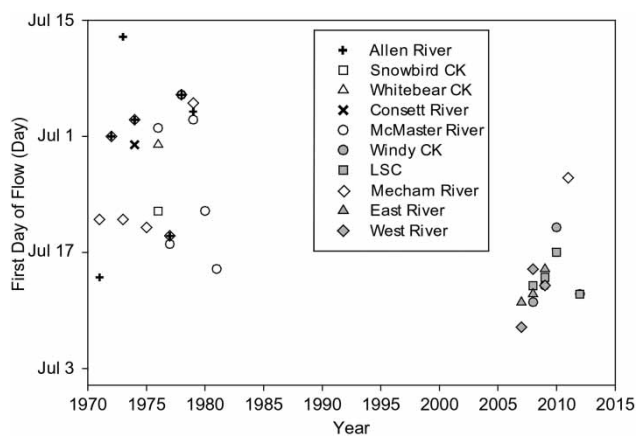 Jul 15
Jul 1
Jul 17
Jul 3
First Day of Flow (Day)
Allen River
Snowbird CK
Whitebear CK
Consett River
McMaster River
Windy CK
LSC
Mecham River
East River
West River
1970 1975 1980 1985 1990 1995 2000 2005 2010 2015
Year